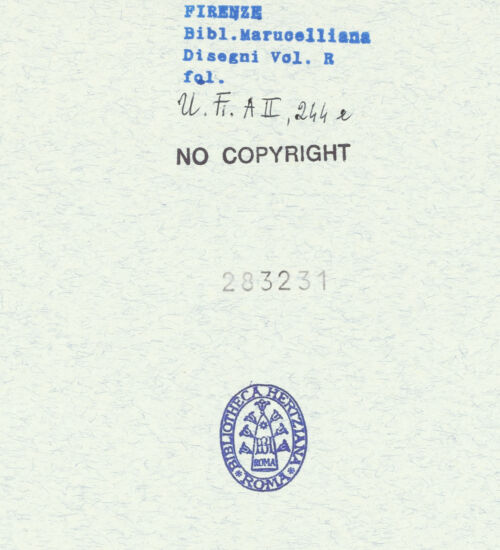 FIRENZE
Bibl.Marucelliana
Disegni Vol. R
fol.
U. Fi. A II, 244 e
NO COPYRIGHT
283231
BIBLIOTHECA HERTZIANA
ROMA
ROMA